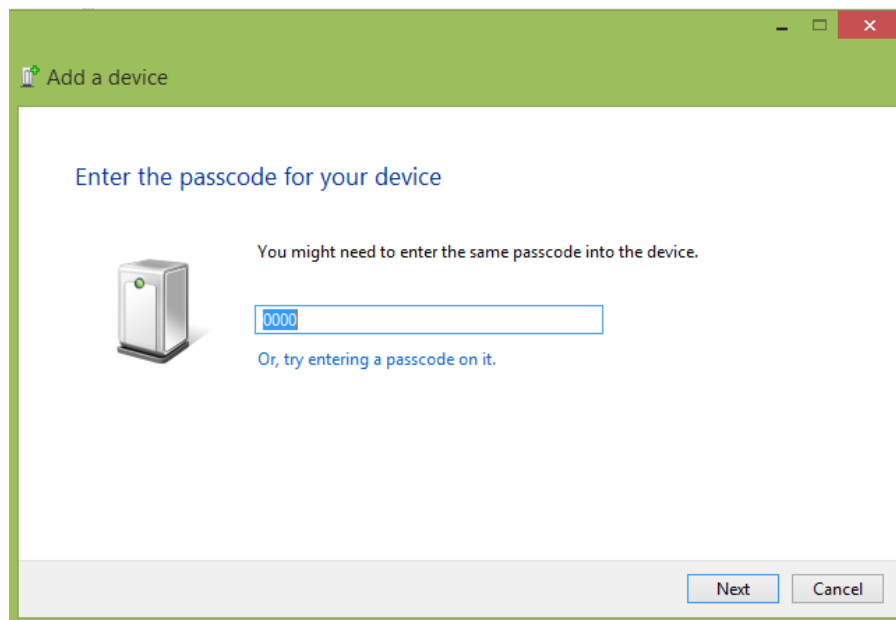 Add a device
Enter the passcode for your device
You might need to enter the same passcode into the device.
0000
Or, try entering a passcode on it.
Next Cancel